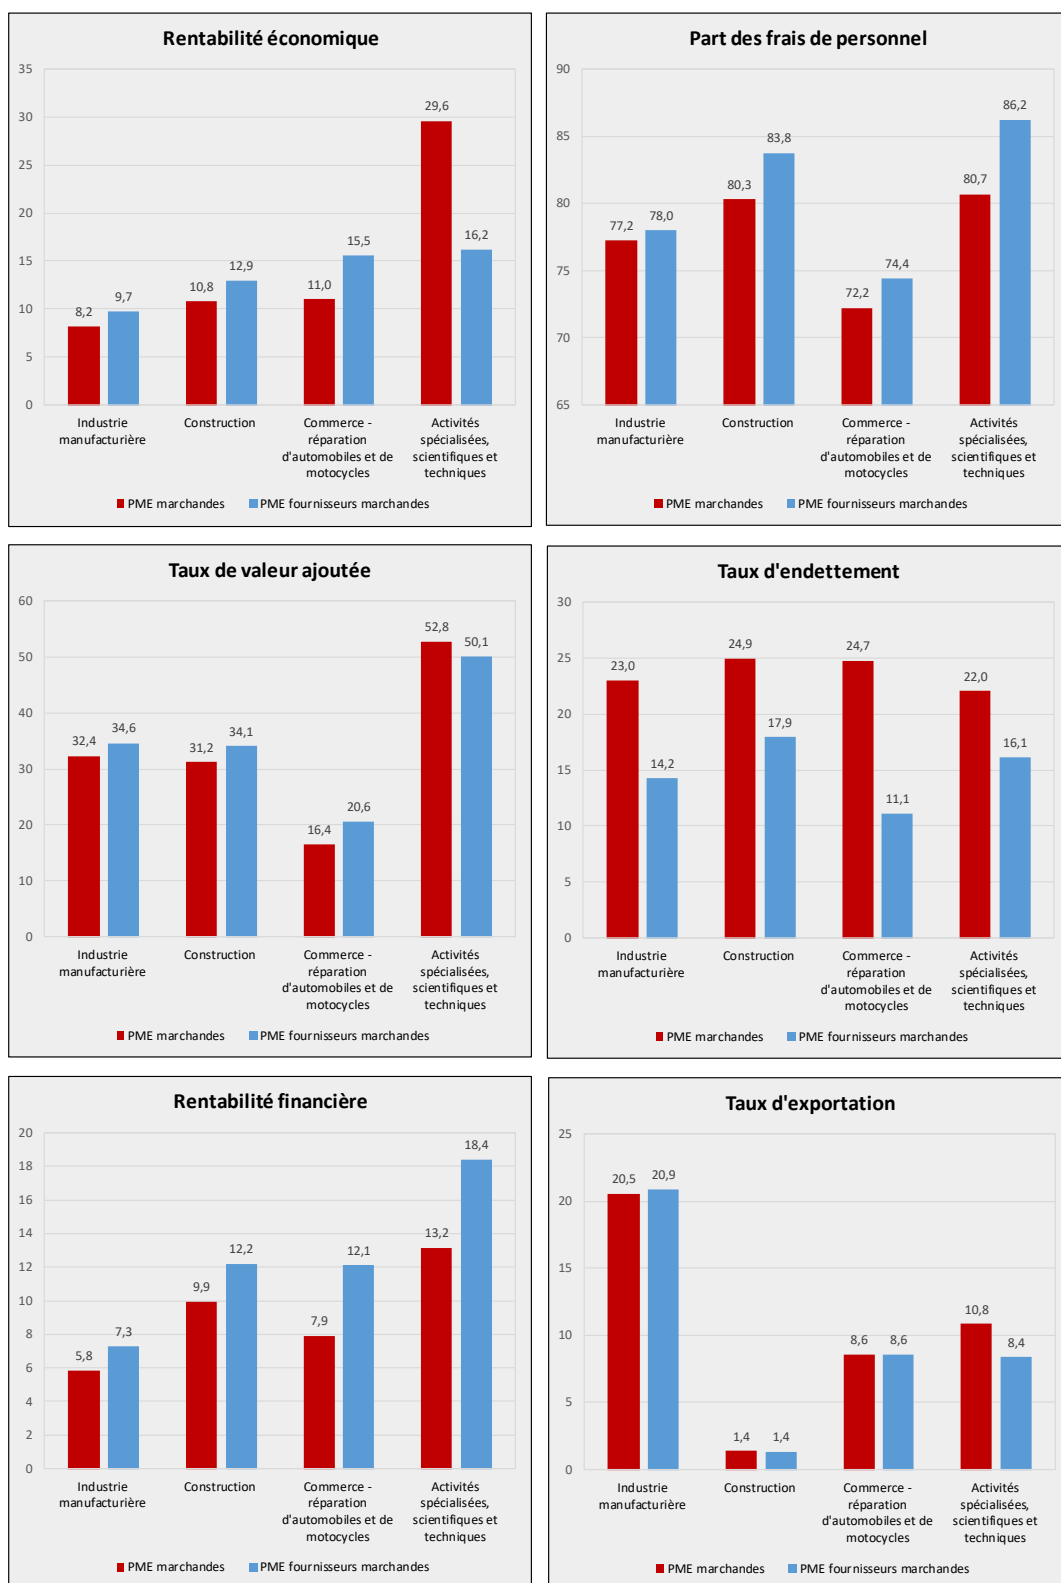 Rentabilité économique
35
30
25
20
15
10
5
0
8,2
9,7
10,8
12,9
11,0
15,5
29,6
16,2
Industrie
manufacturière
Construction
Commerce -
réparation
d'automobiles et de
motocycles
Activités
spécialisées,
scientifiques et
techniques
PME marchandes
PME fournisseurs marchandes
Part des frais de personnel
90
85
80
75
70
65
77,2
78,0
80,3
83,8
72,2
74,4
80,7
86,2
Industrie
manufacturière
Construction
Commerce -
réparation
d'automobiles et de
motocycles
Activités
spécialisées,
scientifiques et
techniques
PME marchandes
PME fournisseurs marchandes
Taux de valeur ajoutée
60
50
40
30
20
10
0
32,4
34,6
31,2
34,1
16,4
20,6
52,8
50,1
Industrie
manufacturière
Construction
Commerce -
réparation
d'automobiles et de
motocycles
Activités
spécialisées,
scientifiques et
techniques
PME marchandes
PME fournisseurs marchandes
Taux d'endettement
30
25
20
15
10
5
0
23,0
14,2
24,9
17,9
24,7
11,1
22,0
16,1
Industrie
manufacturière
Construction
Commerce -
réparation
d'automobiles et de
motocycles
Activités
spécialisées,
scientifiques et
techniques
PME marchandes
PME fournisseurs marchandes
Rentabilité financière
20
18
16
14
12
10
8
6
4
2
0
5,8
7,3
9,9
12,2
7,9
12,1
13,2
18,4
Industrie
manufacturière
Construction
Commerce -
réparation
d'automobiles et de
motocycles
Activités
spécialisées,
scientifiques et
techniques
PME marchandes
PME fournisseurs marchandes
Taux d'exportation
25
20
15
10
5
0
20,5
20,9
1,4
1,4
8,6
8,6
10,8
8,4
Industrie
manufacturière
Construction
Commerce -
réparation
d'automobiles et de
motocycles
Activités
spécialisées,
scientifiques et
techniques
PME marchandes
PME fournisseurs marchandes